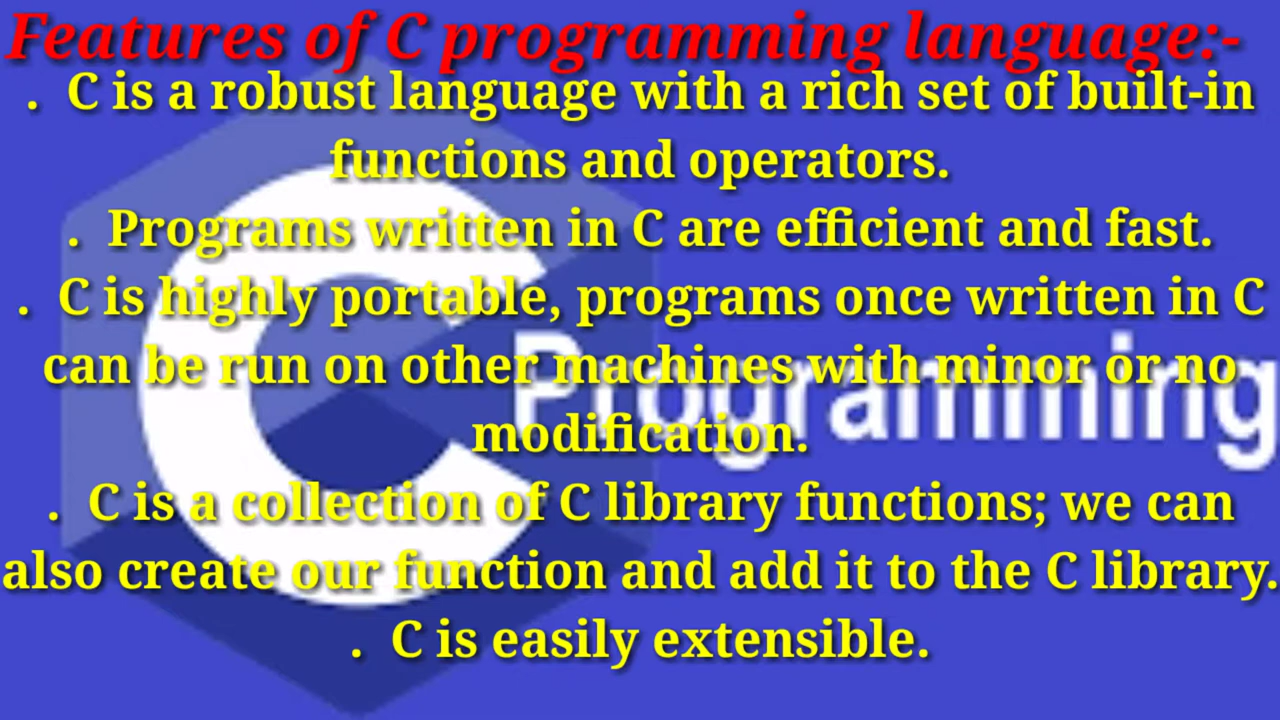 Features of C programming language:-
. C is a robust language with a rich set of built-in
functions and operators.
. Programs written in C are efficient and fast.
. C is highly portable, programs once written in C
can be run on other machines with minor or no
modification.
. C is a collection of C library functions; we can
also create our function and add it to the C library.
. C is easily extensible.
C
Programming